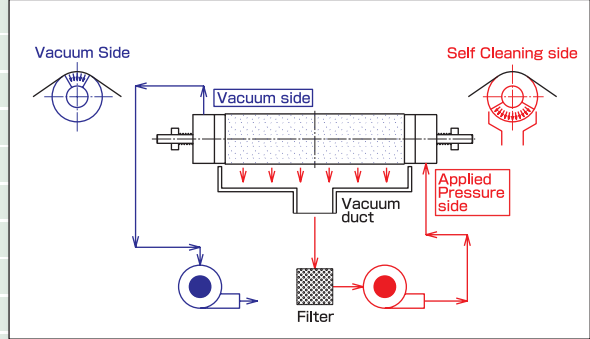 Vacuum Side
Self Cleaning side
Vacuum side
Applied
Pressure
side
Vacuum
duct
Filter